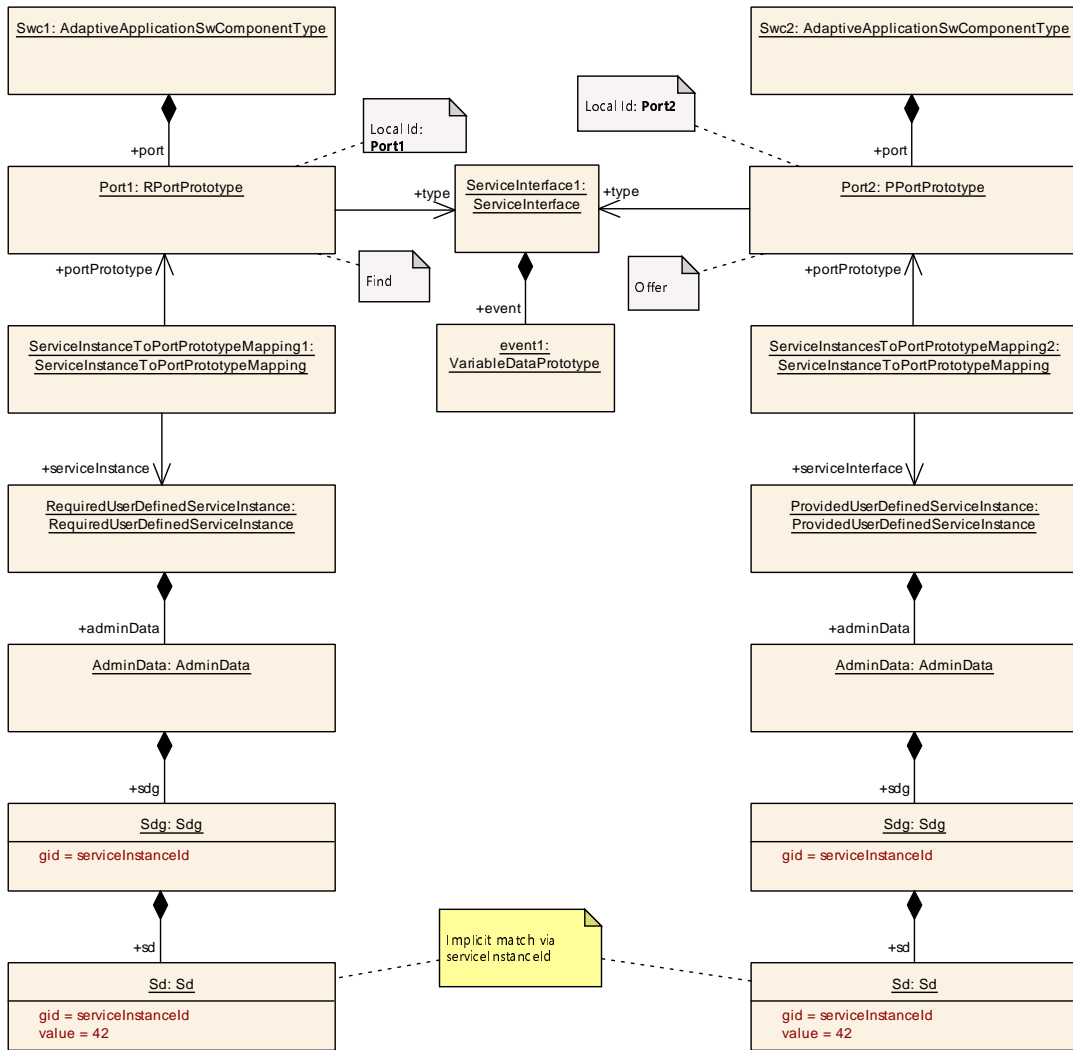 Swc1: AdaptiveApplicationSwComponentType
Swc2: AdaptiveApplicationSwComponentType
Local Id:
Port1
Local Id: Port2
+port
+port
Port1: RPortPrototype
+type
ServiceInterface1:
ServiceInterface
+type
Port2: PPortPrototype
+portPrototype
Find
Offer
+portPrototype
+event
ServiceInstanceToPortPrototypeMapping1:
ServiceInstanceToPortPrototypeMapping
event1:
VariableDataPrototype
ServiceInstancesToPortPrototypeMapping2:
ServiceInstanceToPortPrototypeMapping
+serviceInstance
+serviceInterface
RequiredUserDefinedServiceInstance:
RequiredUserDefinedServiceInstance
ProvidedUserDefinedServiceInstance:
ProvidedUserDefinedServiceInstance
+adminData
+adminData
AdminData: AdminData
AdminData: AdminData
+sdg
+sdg
Sdg: Sdg
gid = serviceInstanceId
Sdg: Sdg
gid = serviceInstanceId
+sd
Implicit match via
serviceInstanceId
+sd
Sd: Sd
gid = serviceInstanceId
value = 42
Sd: Sd
gid = serviceInstanceId
value = 42